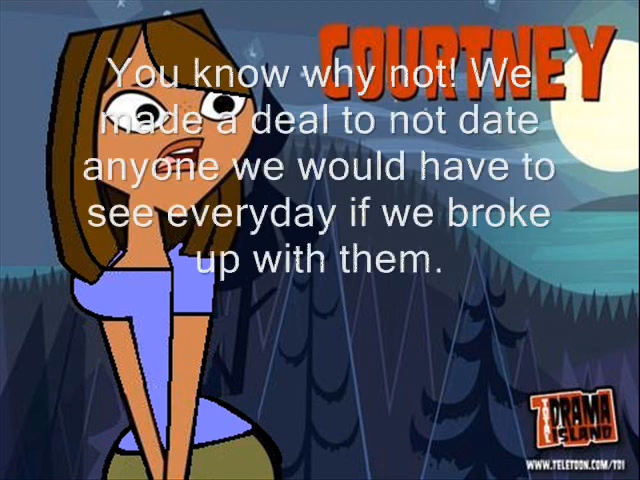 COURTNEY
You know why not! We
made a deal to not date
anyone we would have to
see everyday if we broke
up with them.
TOTAL
DRAMA
ISLAND
WWW.TELETOON.COM/TDI